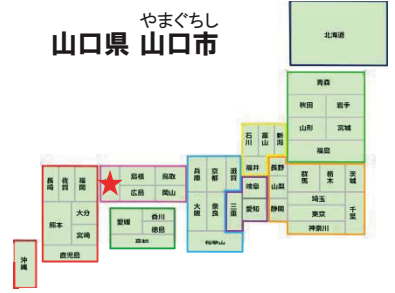 やまぐちし
山口県 山口市
北海道
青森
秋田 岩手
山形 宮城
福島
石川 富山 新潟
福井 長野
岐阜 山梨
愛知 静岡
群馬 栃木 茨城
埼玉
東京 千葉
神奈川
兵庫 京都 滋賀
大阪 奈良 三重
和歌山
島根 鳥取
広島 岡山
愛媛 香川
徳島
高知
長崎 佐賀 福岡
大分
熊本
宮崎
鹿児島
沖縄